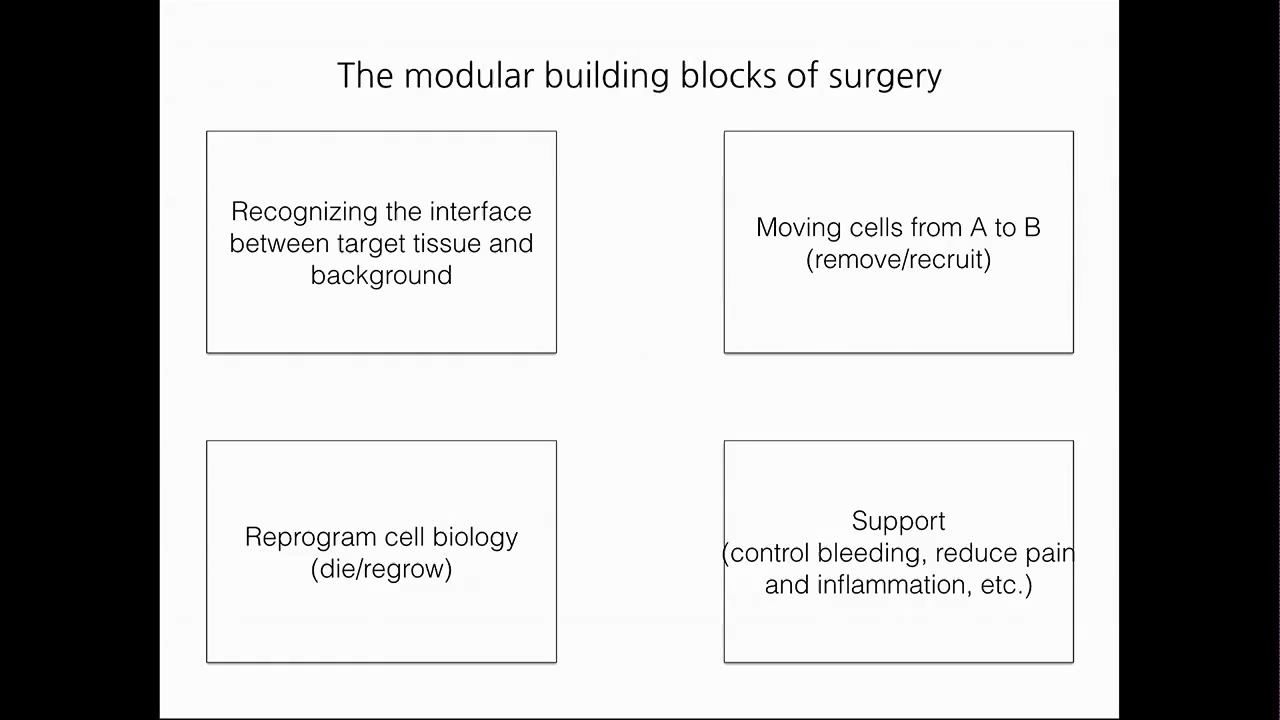 The modular building blocks of surgery
Recognizing the interface
between target tissue and
background
Moving cells from A to B
(remove/recruit)
Reprogram cell biology
(die/regrow)
Support
(control bleeding, reduce pain
and inflammation, etc.)